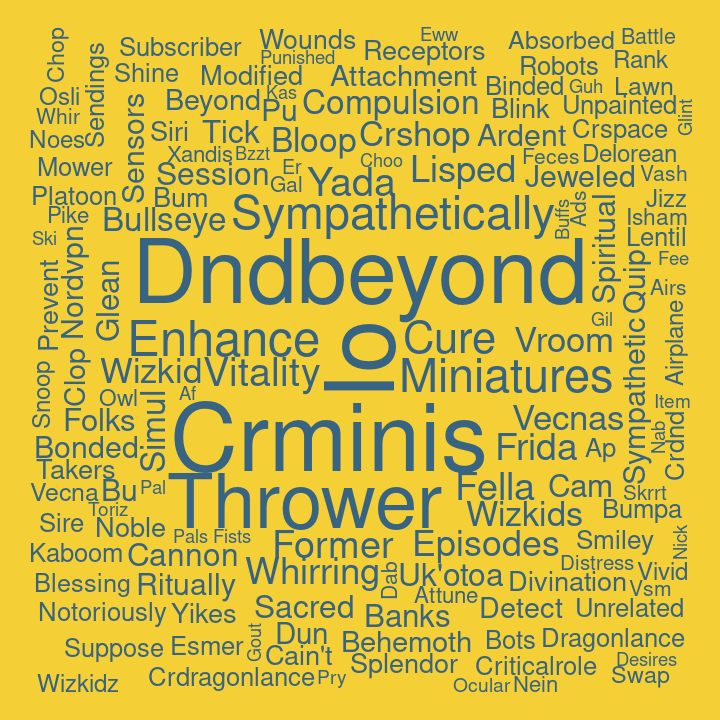 Chop
Sendings
Subscriber
Wounds
Punished
Eww
Receptors
Absorbed
Battle
Shine
Modified
Attachment
Robots
Rank
Osli
Sensors
Beyond
Kas
Pu
Compulsion
Binded
Guh
Lawn
Whir
Siri
Tick
Bloop
Crshop
Blink
Unpainted
Glint
Noes
Xandis
Bzzt
Choo
Ardent
Crspace
Mower
Session
Er
Gal
Yada
Lisped
Feces
Delorean
Platoon
Bum
Jeweled
Vash
Pike
Bullseye
Sympathetically
Buffs
Ads
Spiritual
Jizz
Isham
Ski
Nordvpn
Lentil
Prevent
Glean
Dndbeyond
Quip
Fee
Airs
Enhance
Io
Cure
Vroom
Gil
Sympathetic
Airplane
Snoop
Clop
Wizkid
Vitality
Miniatures
Owl
Af
Item
Folks
Simul
Crminis
Vecnas
Nab
Crdnd
Bonded
Frida
Ap
Takers
Thrower
Vecna
Bu
Pal
Fella
Cam
Skrrt
Toriz
Wizkids
Bumpa
Sire
Noble
Pals
Fists
Former
Episodes
Smiley
Nick
Kaboom
Cannon
Whirring
Dab
Uk'otoa
Distress
Vivid
Blessing
Ritually
Attune
Divination
Vsm
Notoriously
Yikes
Sacred
Banks
Detect
Unrelated
Suppose
Esmer
Gout
Dun
Behemoth
Bots
Dragonlance
Cain't
Splendor
Criticalrole
Desires
Wizkidz
Crdragonlance
Pry
Ocular
Nein
Swap